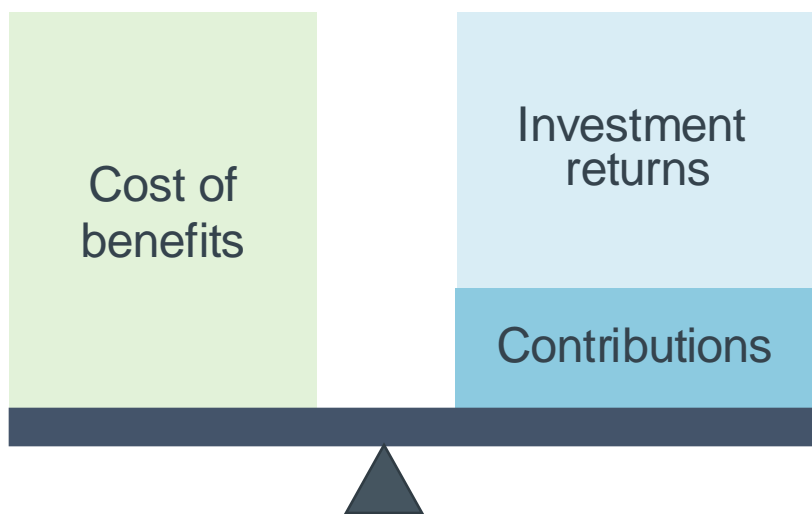 Cost of
benefits
Investment
returns
Contributions